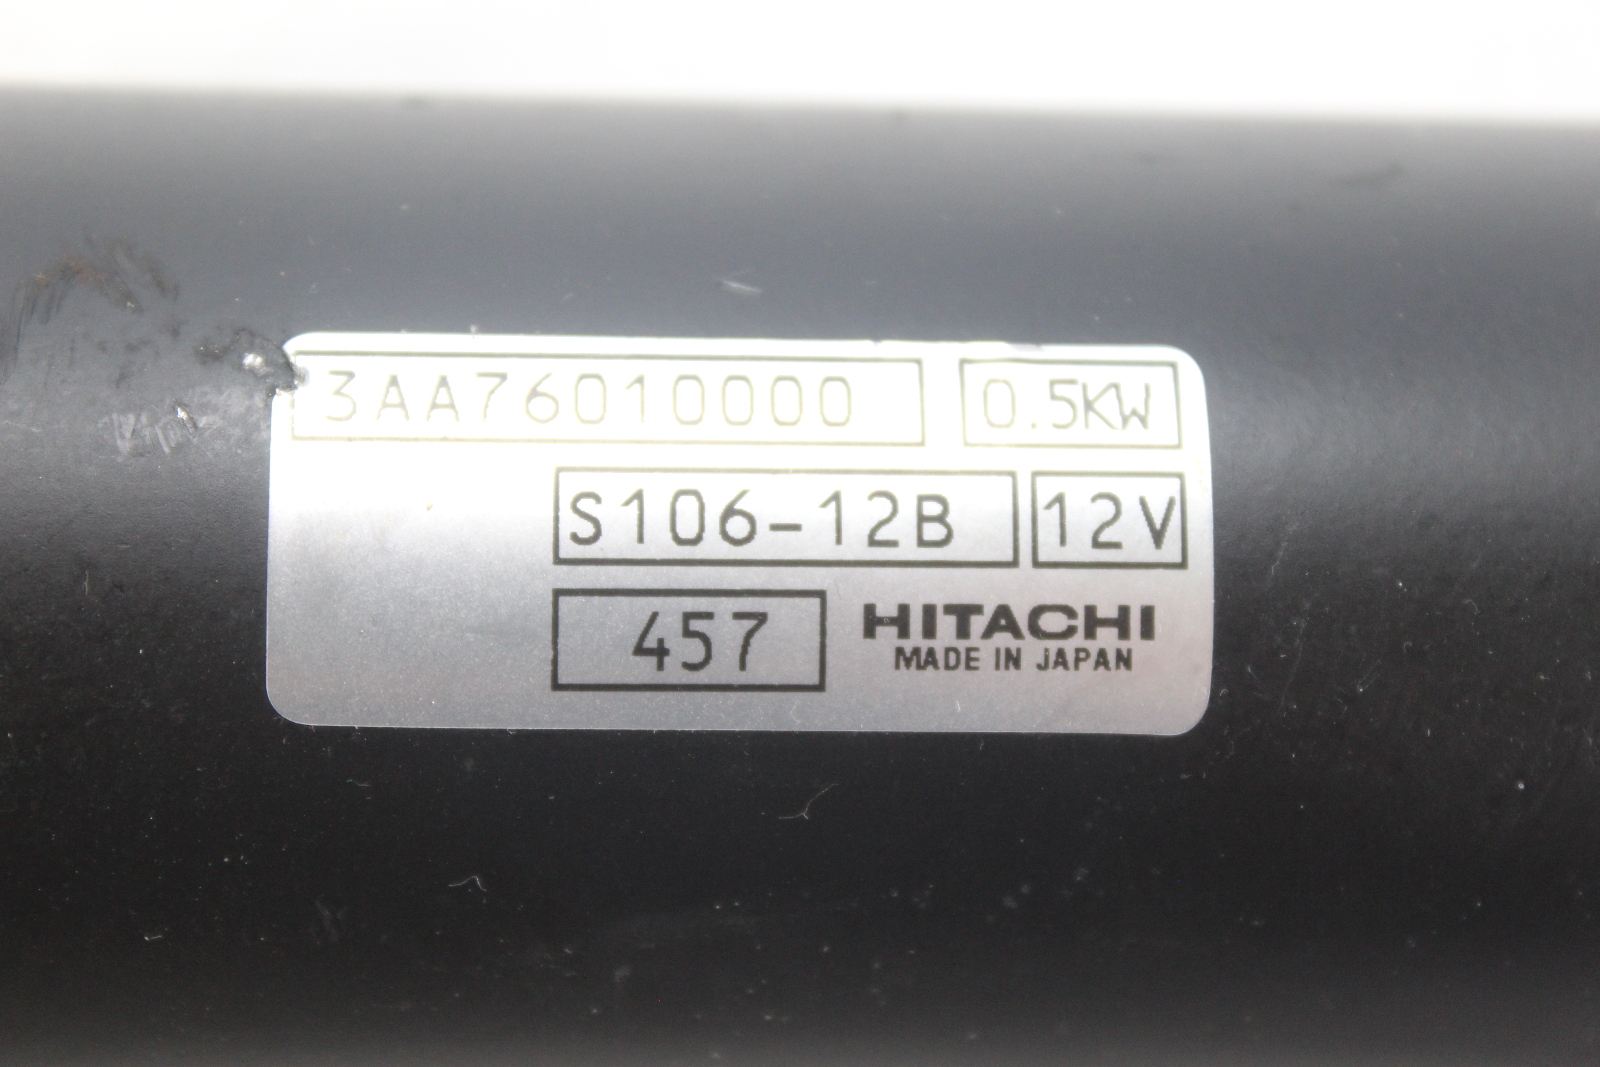 3AA76010000 0.5KW
S106-12B 12V
457 HITACHI
MADE IN JAPAN